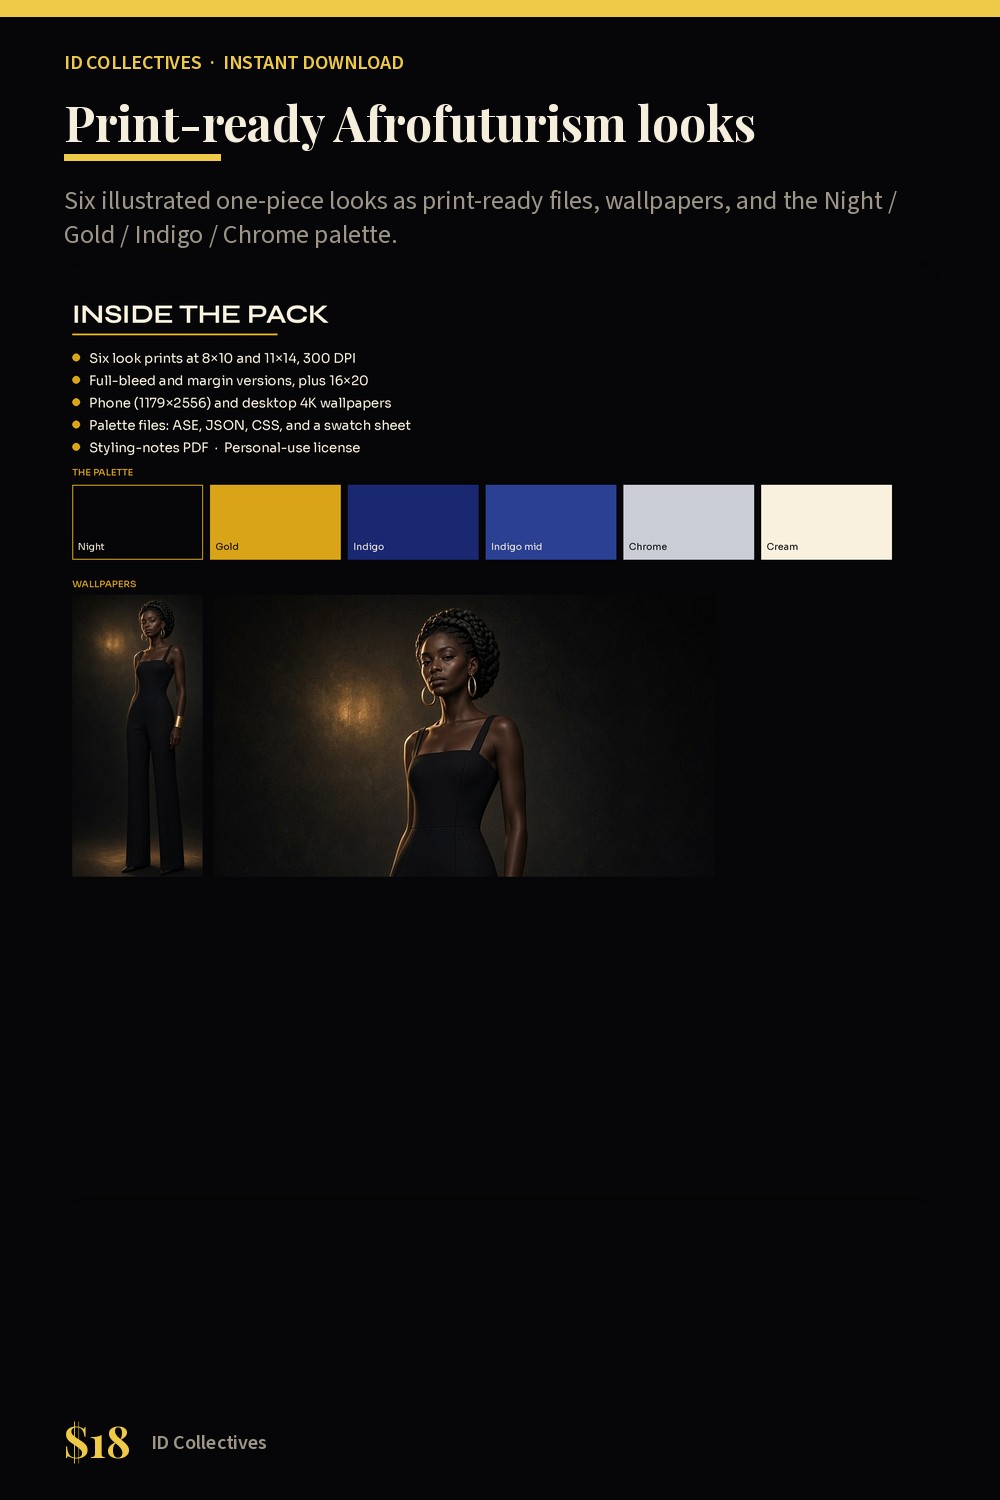 ID COLLECTIVES · INSTANT DOWNLOAD
Print-ready Afrofuturism looks
Six illustrated one-piece looks as print-ready files, wallpapers, and the Night /
Gold / Indigo / Chrome palette.
INSIDE THE PACK
Six look prints at 8×10 and 11×14, 300 DPI
Full-bleed and margin versions, plus 16×20
Phone (1179×2556) and desktop 4K wallpapers
Palette files: ASE, JSON, CSS, and a swatch sheet
Styling-notes PDF · Personal-use license
THE PALETTE
Night Gold Indigo Indigo mid Chrome Cream
WALLPAPERS
$18 ID Collectives